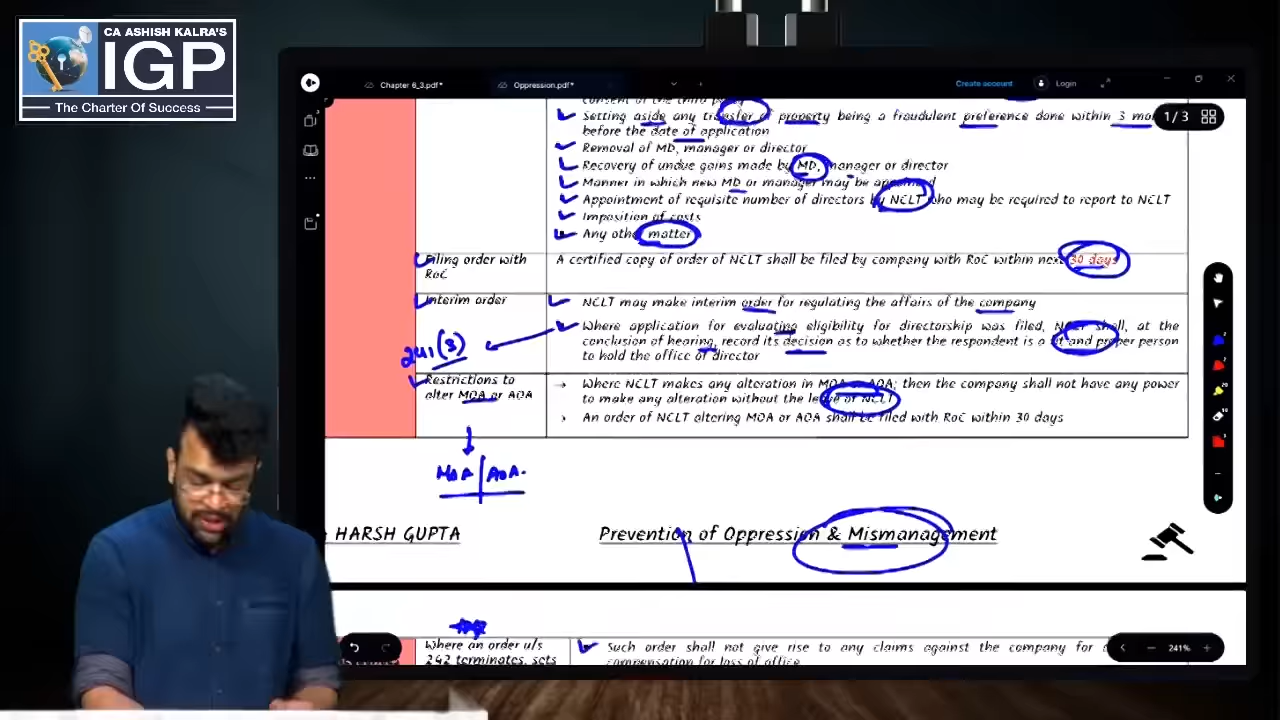 CA ASHISH KALRA'S
IGP
The Charter Of Success
Chapter 6_3.pdf*
Oppression.pdf*
Create account
Login
1/3
consent of the third party
Setting aside any transfer of property being a fraudulent preference done within 3
before the date of application
Removal of MD, manager or director
Recovery of undue gains made by MD, manager or director
Manner in which new MD or manager may be appointed
Appointment of requisite number of directors by NCLT who may be required to report to NCLT
Imposition of costs
Any other matter
Filing order with RoC
A certified copy of order of NCLT shall be filed by company with RoC within next 30 days
Interim order
NCLT may make interim order for regulating the affairs of the company
Where application for evaluating eligibility for directorship was filed, NCLT shall, at the
conclusion of hearing, record its decision as to whether the respondent is a fit and proper person
to hold the office of director
241(3)
Restrictions to
alter MOA or AOA
→ Where NCLT makes any alteration in MOA or AOA; then the company shall not have any power
to make any alteration without the leave of NCLT
An order of NCLT altering MOA or AOA shall be filed with RoC within 30 days
MOA | AOA
HARSH GUPTA
Prevention of Oppression & Mismanagement
Where an order u/s
242 terminates, sets
Such order shall not give rise to any claims against the company for
compensation for loss of office
241%